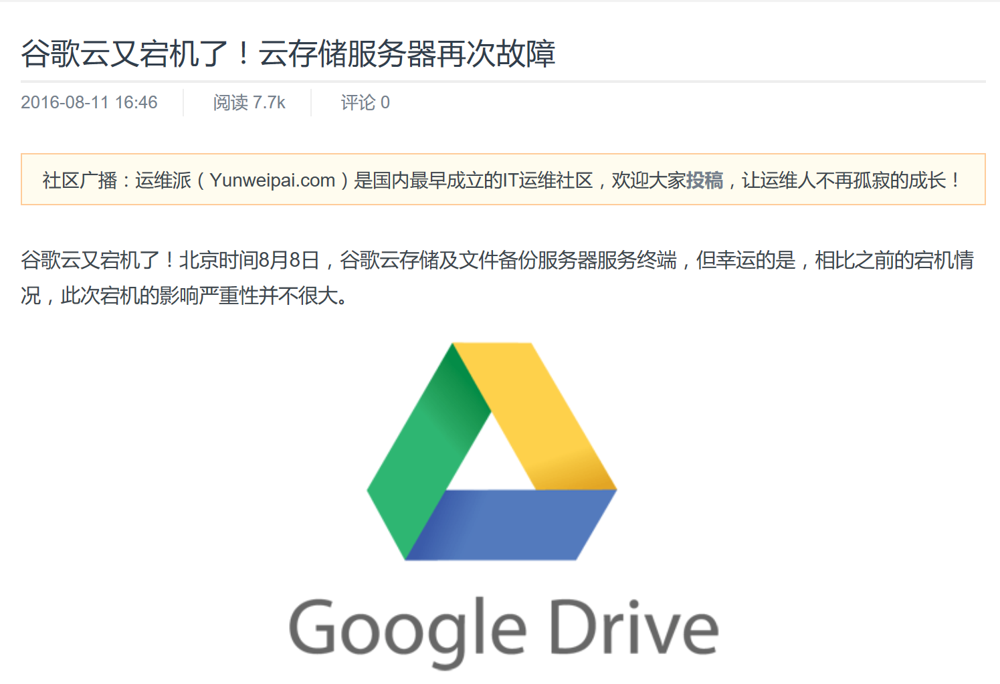 谷歌云又宕机了！云存储服务器再次故障
2016-08-11 16:46 阅读 7.7k 评论 0
社区广播：运维派（Yunweipai.com）是国内最早成立的IT运维社区，欢迎大家投稿，让运维人不再孤寂的成长！
谷歌云又宕机了！北京时间8月8日，谷歌云存储及文件备份服务器服务终端，但幸运的是，相比之前的宕机情
况，此次宕机的影响严重性并不很大。
Google Drive